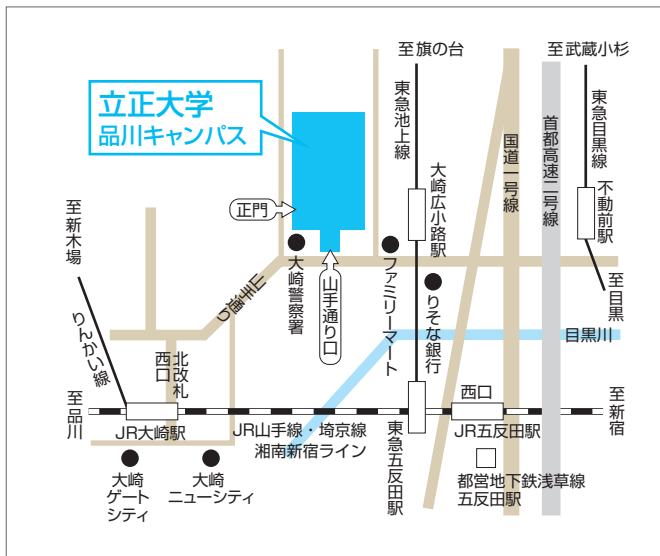 至旗の台
至武蔵小杉
立正大学
品川キャンパス
東急池上線
国道一号線
首都高速二号線
東急目黒線
大崎広小路駅
不動前駅
正門
至新木場
大崎警察署
山手通り口
ファミリーマート
りそな銀行
至目黒
山手通り
りんかい線
目黒川
北改札
西口
西口
至品川
至新宿
JR大崎駅
JR山手線・埼京線
湘南新宿ライン
東急五反田駅
JR五反田駅
大崎
ゲート
シティ
大崎
ニューシティ
都営地下鉄浅草線
五反田駅